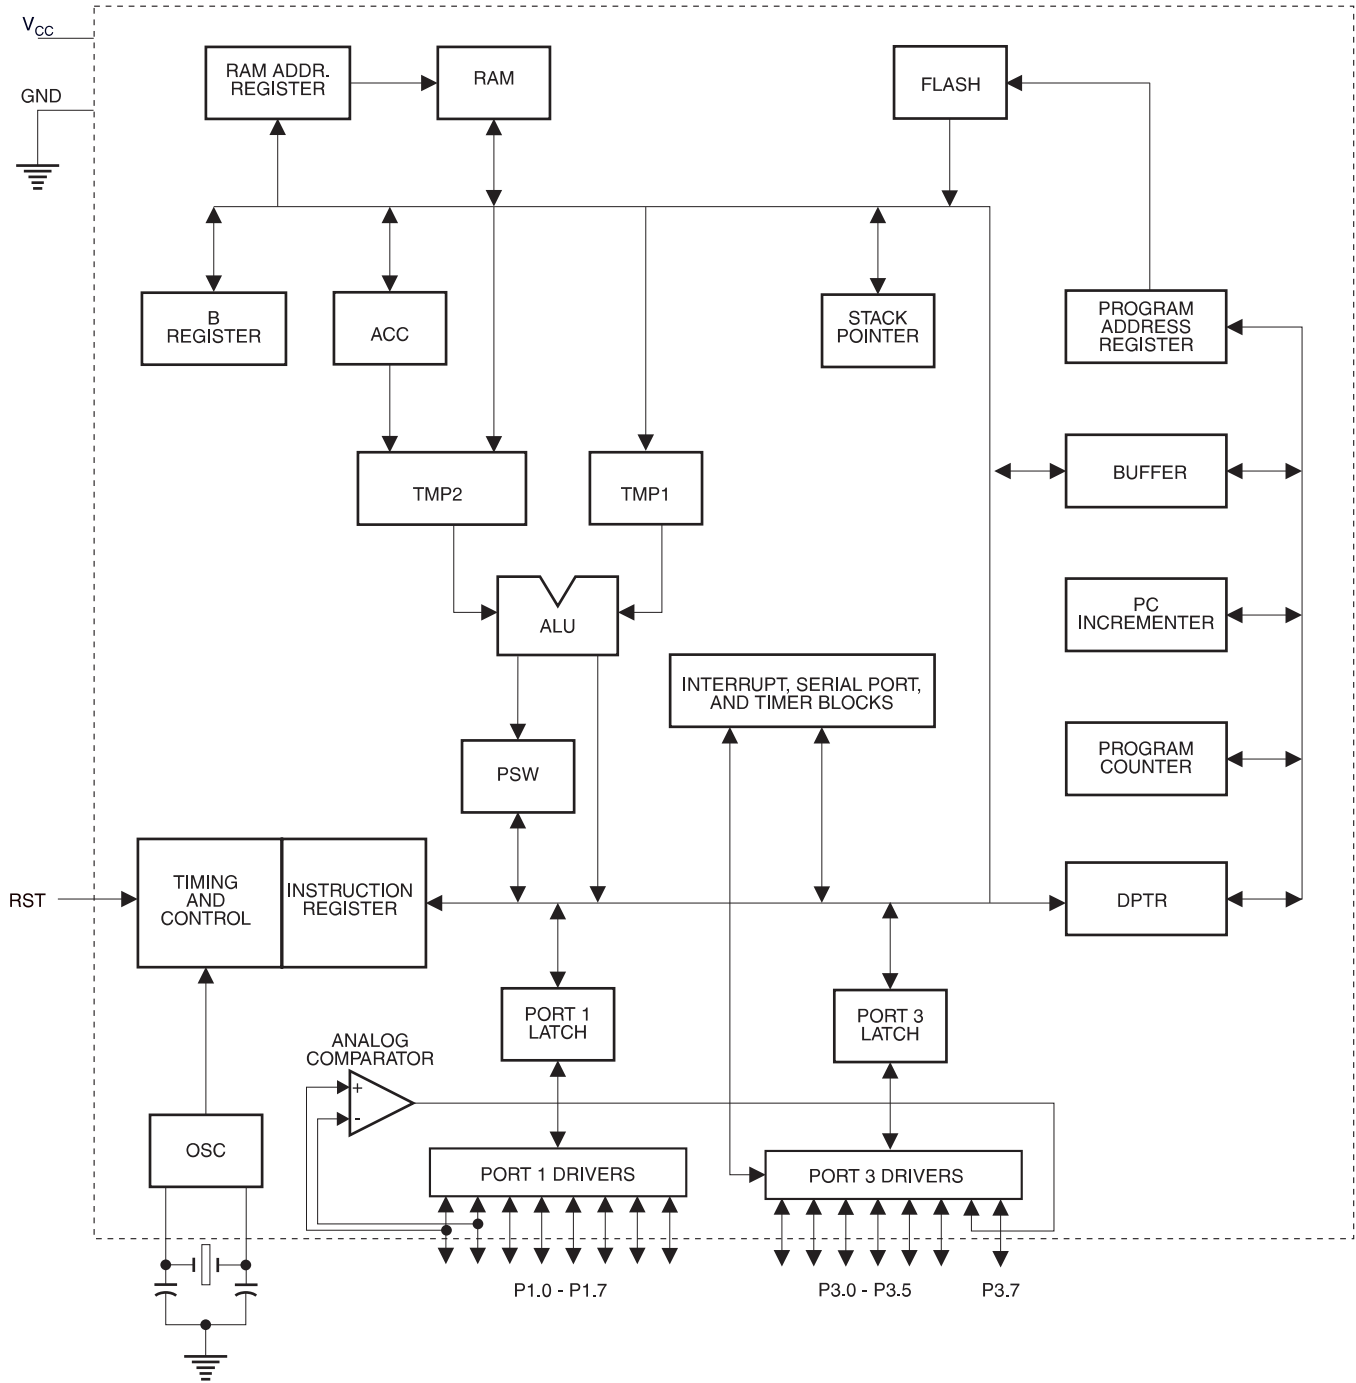 VCC
GND
RAM ADDR.
REGISTER
RAM
FLASH
B
REGISTER
ACC
STACK
POINTER
PROGRAM
ADDRESS
REGISTER
TMP2
TMP1
BUFFER
ALU
PC
INCREMENTER
INTERRUPT, SERIAL PORT,
AND TIMER BLOCKS
PSW
PROGRAM
COUNTER
RST
TIMING
AND
CONTROL
INSTRUCTION
REGISTER
DPTR
PORT 1
LATCH
PORT 3
LATCH
ANALOG
COMPARATOR
+
-
OSC
PORT 1 DRIVERS
PORT 3 DRIVERS
P1.0 - P1.7
P3.0 - P3.5
P3.7